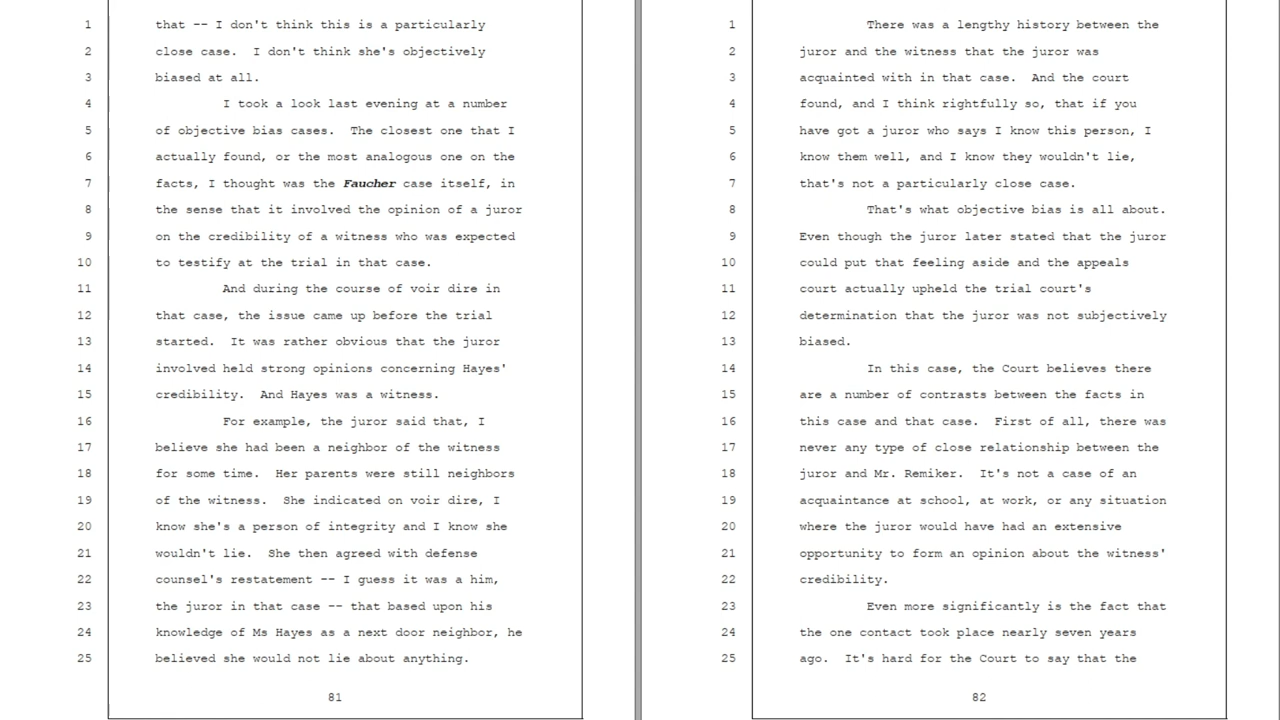 1 that -- I don't think this is a particularly
2 close case. I don't think she's objectively
3 biased at all.
4 I took a look last evening at a number
5 of objective bias cases. The closest one that I
6 actually found, or the most analogous one on the
7 facts, I thought was the Faucher case itself, in
8 the sense that it involved the opinion of a juror
9 on the credibility of a witness who was expected
10 to testify at the trial in that case.
11 And during the course of voir dire in
12 that case, the issue came up before the trial
13 started. It was rather obvious that the juror
14 involved held strong opinions concerning Hayes'
15 credibility. And Hayes was a witness.
16 For example, the juror said that, I
17 believe she had been a neighbor of the witness
18 for some time. Her parents were still neighbors
19 of the witness. She indicated on voir dire, I
20 know she's a person of integrity and I know she
21 wouldn't lie. She then agreed with defense
22 counsel's restatement -- I guess it was a him,
23 the juror in that case -- that based upon his
24 knowledge of Ms Hayes as a next door neighbor, he
25 believed she would not lie about anything.
81
1 There was a lengthy history between the
2 juror and the witness that the juror was
3 acquainted with in that case. And the court
4 found, and I think rightfully so, that if you
5 have got a juror who says I know this person, I
6 know them well, and I know they wouldn't lie,
7 that's not a particularly close case.
8 That's what objective bias is all about.
9 Even though the juror later stated that the juror
10 could put that feeling aside and the appeals
11 court actually upheld the trial court's
12 determination that the juror was not subjectively
13 biased.
14 In this case, the Court believes there
15 are a number of contrasts between the facts in
16 this case and that case. First of all, there was
17 never any type of close relationship between the
18 juror and Mr. Remiker. It's not a case of an
19 acquaintance at school, at work, or any situation
20 where the juror would have had an extensive
21 opportunity to form an opinion about the witness'
22 credibility.
23 Even more significantly is the fact that
24 the one contact took place nearly seven years
25 ago. It's hard for the Court to say that the
82